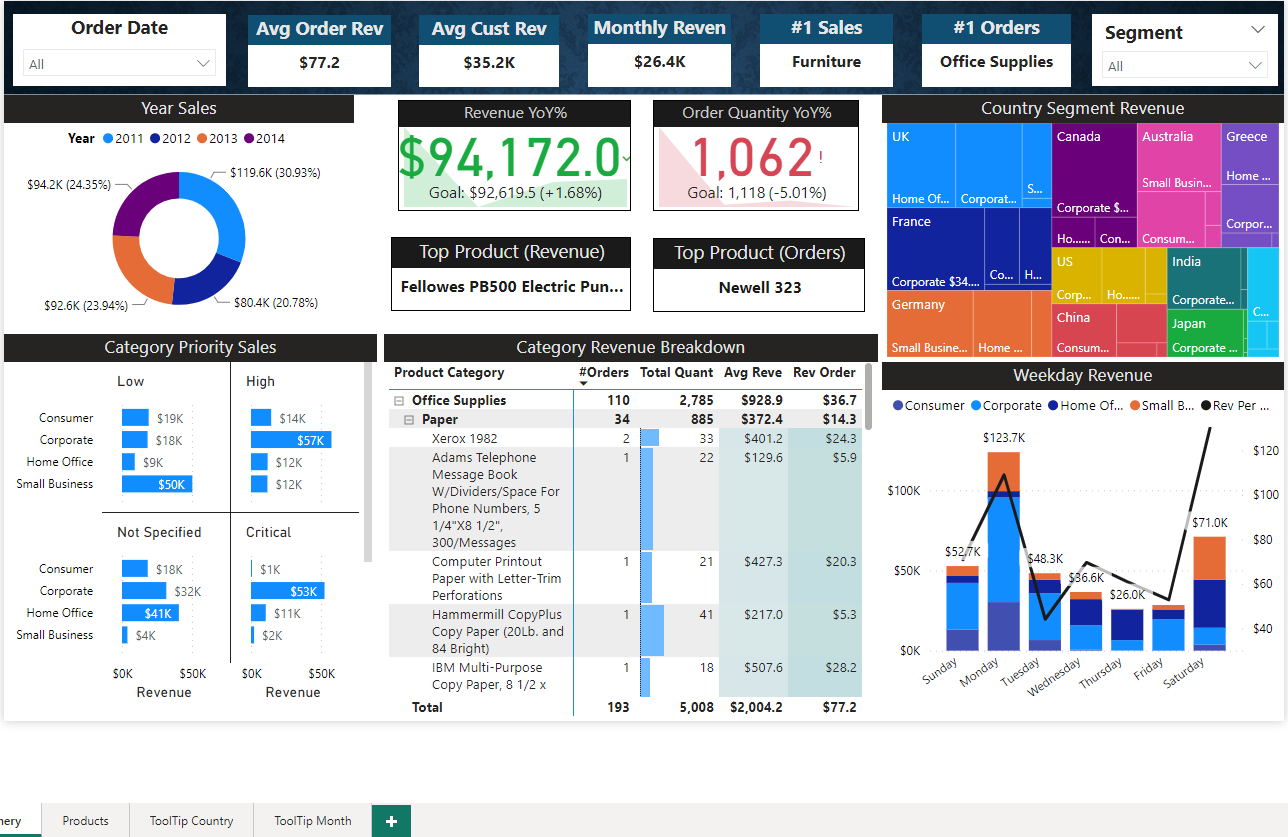 Order Date
All
Avg Order Rev
$77.2
Avg Cust Rev
$35.2K
Monthly Reven
$26.4K
#1 Sales
Furniture
#1 Orders
Office Supplies
Segment
All
Year Sales
Year 2011 2012 2013 2014
$119.6K (30.93%)
$94.2K (24.35%)
$92.6K (23.94%)
$80.4K (20.78%)
Revenue YoY%
$94,172.0
Goal: $92,619.5 (+1.68%)
Order Quantity YoY%
1,062 !
Goal: 1,118 (-5.01%)
Top Product (Revenue)
Fellowes PB500 Electric Pun...
Top Product (Orders)
Newell 323
Country Segment Revenue
UK
Home Of...
Corporat...
S...
Canada
Corporate $...
Ho......
Con...
Australia
Small Busin...
Consum...
Greece
Home ...
Corpor...
France
Corporate $34....
Co...
H...
US
Corp...
Ho......
India
Corporate...
C...
Germany
Small Busine...
Home ...
China
Consum...
Japan
Corporate ...
Category Priority Sales
Low
High
Consumer $19K $14K
Corporate $18K $57K
Home Office $9K $12K
Small Business $50K $12K
Not Specified
Critical
Consumer $18K $1K
Corporate $32K $53K
Home Office $41K $11K
Small Business $4K $2K
$0K $50K $0K $50K
Revenue Revenue
Category Revenue Breakdown
Product Category #Orders Total Quant Avg Reve Rev Order
Office Supplies 110 2,785 $928.9 $36.7
Paper 34 885 $372.4 $14.3
Xerox 1982 2 33 $401.2 $24.3
Adams Telephone 1 22 $129.6 $5.9
Message Book
W/Dividers/Space For
Phone Numbers, 5
1/4"X8 1/2",
300/Messages
Computer Printout 1 21 $427.3 $20.3
Paper with Letter-Trim
Perforations
Hammermill CopyPlus 1 41 $217.0 $5.3
Copy Paper (20Lb. and
84 Bright)
IBM Multi-Purpose 1 18 $507.6 $28.2
Copy Paper, 8 1/2 x
Total 193 5,008 $2,004.2 $77.2
Weekday Revenue
Consumer Corporate Home Of... Small B... Rev Per ...
$123.7K
$120
$100K
$100
$71.0K
$80
$52.7K
$48.3K
$50K
$36.6K
$60
$26.0K
$40
$0K
Sunday
Monday
Tuesday
Wednesday
Thursday
Friday
Saturday
nery
Products
ToolTip Country
ToolTip Month
+